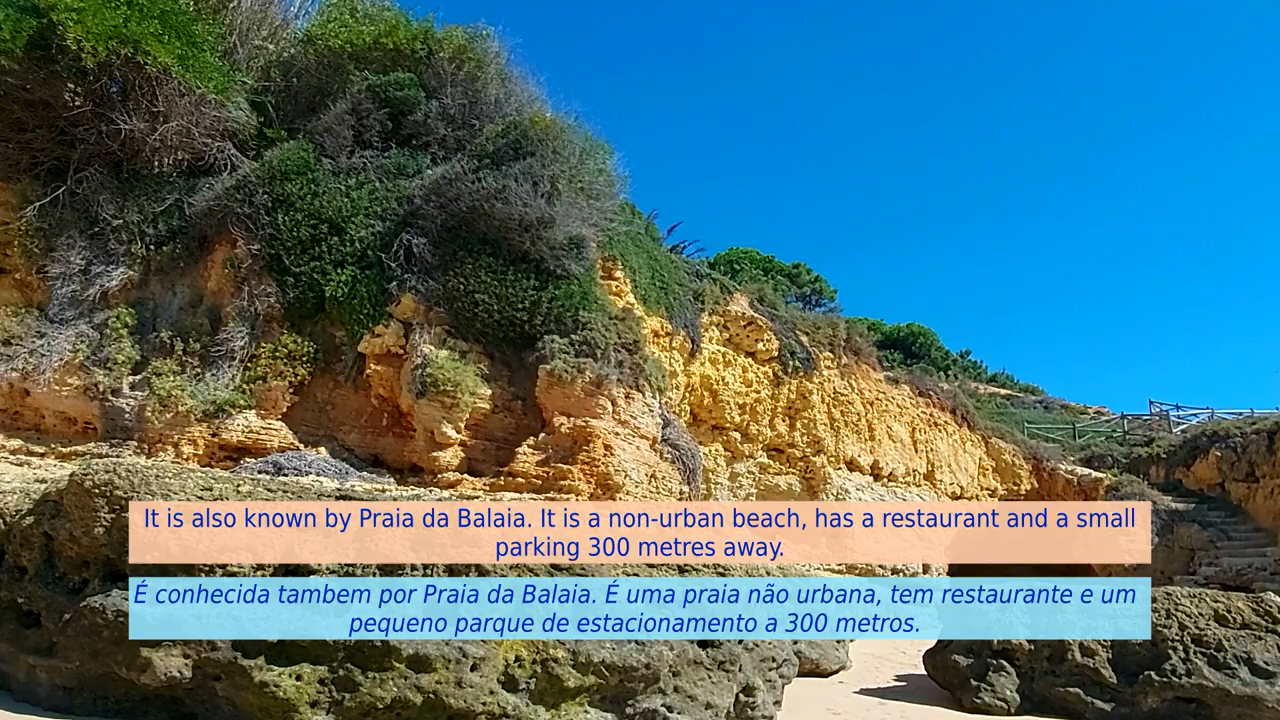 It is also known by Praia da Balaia. It is a non-urban beach, has a restaurant and a small
parking 300 metres away.
É conhecida tambem por Praia da Balaia. É uma praia não urbana, tem restaurante e um
pequeno parque de estacionamento a 300 metros.